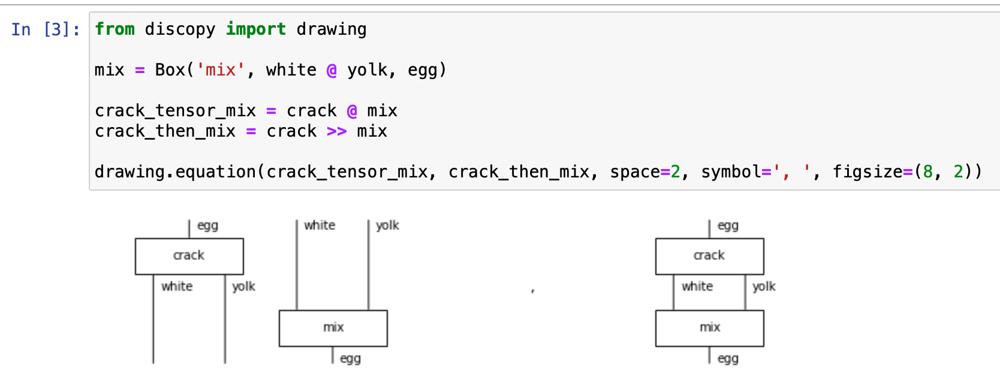 In [3]:
from discopy import drawing
mix = Box('mix', white @ yolk, egg)
crack_tensor_mix = crack @ mix
crack_then_mix = crack >> mix
drawing.equation(crack_tensor_mix, crack_then_mix, space=2, symbol=', ', figsize=(8, 2))
egg white yolk egg
crack crack
white yolk , white yolk
mix mix
egg egg